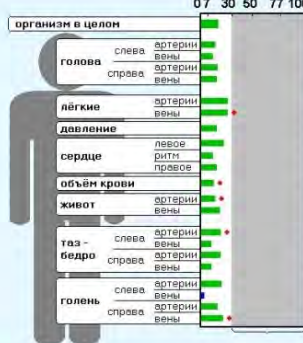 0 7 30 50 77 100
организм в целом
голова слева артерии
вены
справа артерии
вены
лёгкие артерии
вены
давление
сердце левое
ритм
правое
объём крови
живот артерии
вены
таз - бедро слева артерии
вены
справа артерии
вены
голень слева артерии
вены
справа артерии
вены